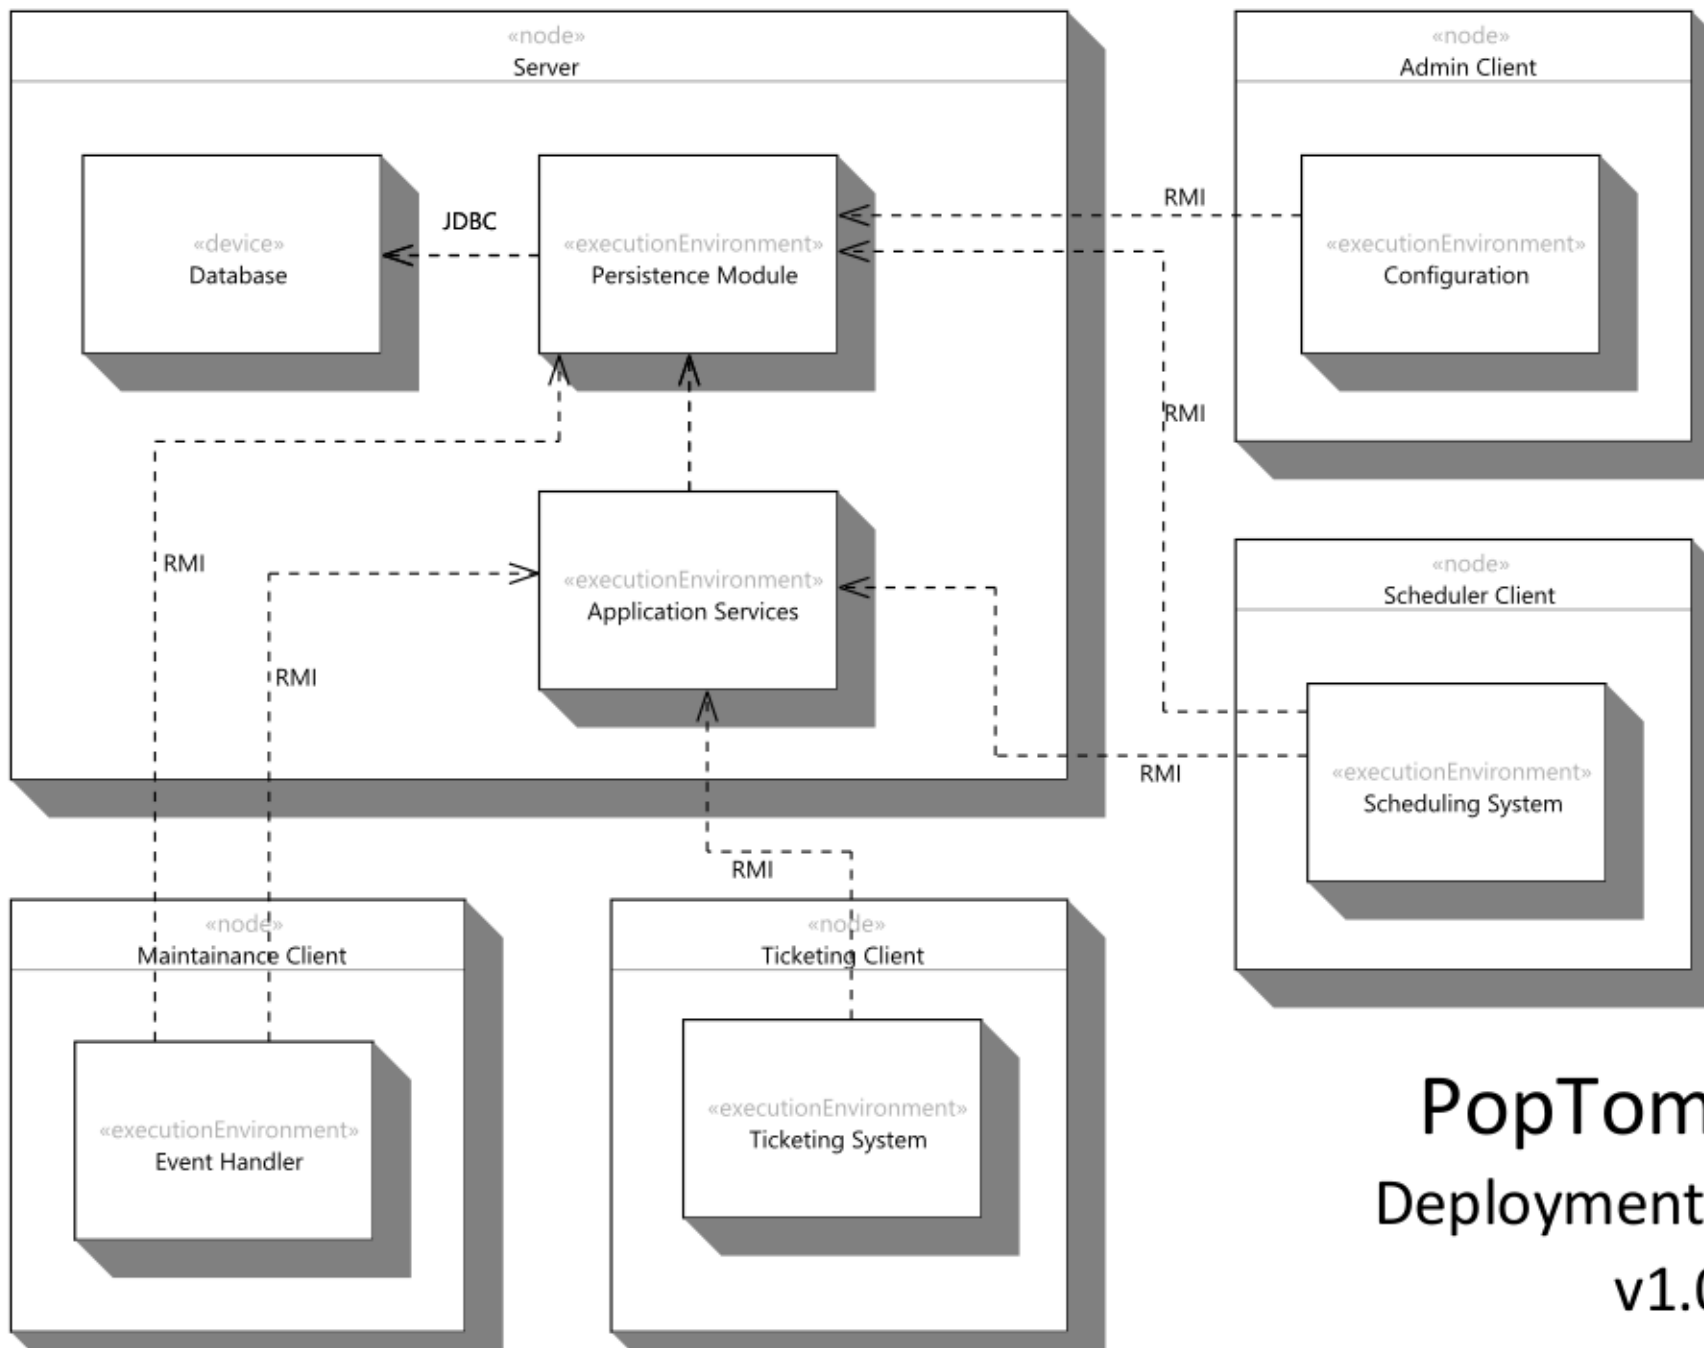 «node»
Server
«device»
Database
JDBC
«executionEnvironment»
Persistence Module
RMI
RMI
«executionEnvironment»
Application Services
RMI
RMI
RMI
RMI
«node»
Admin Client
«executionEnvironment»
Configuration
«node»
Scheduler Client
«executionEnvironment»
Scheduling System
«node»
Maintainance Client
«executionEnvironment»
Event Handler
«node»
Ticketing Client
«executionEnvironment»
Ticketing System
PopTom
Deployment
v1.0